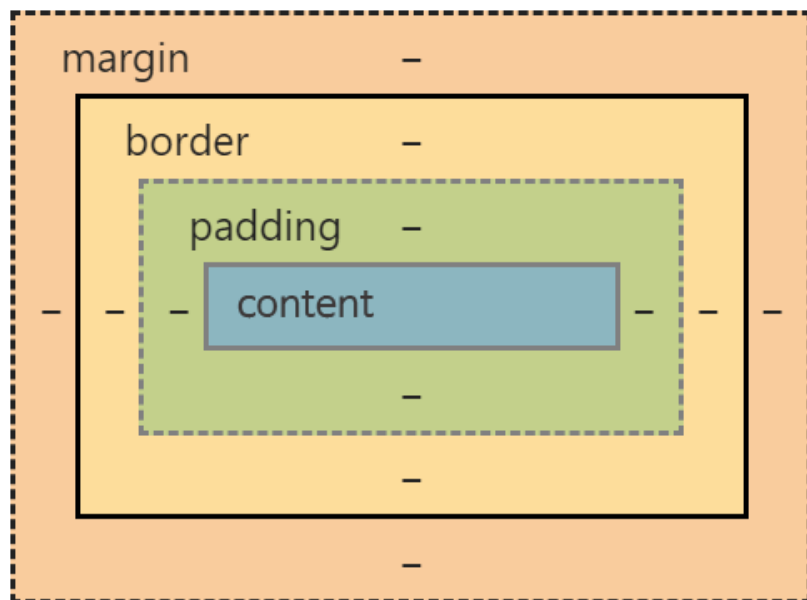 margin –
border –
padding –
– – – content – – –
–
–
–